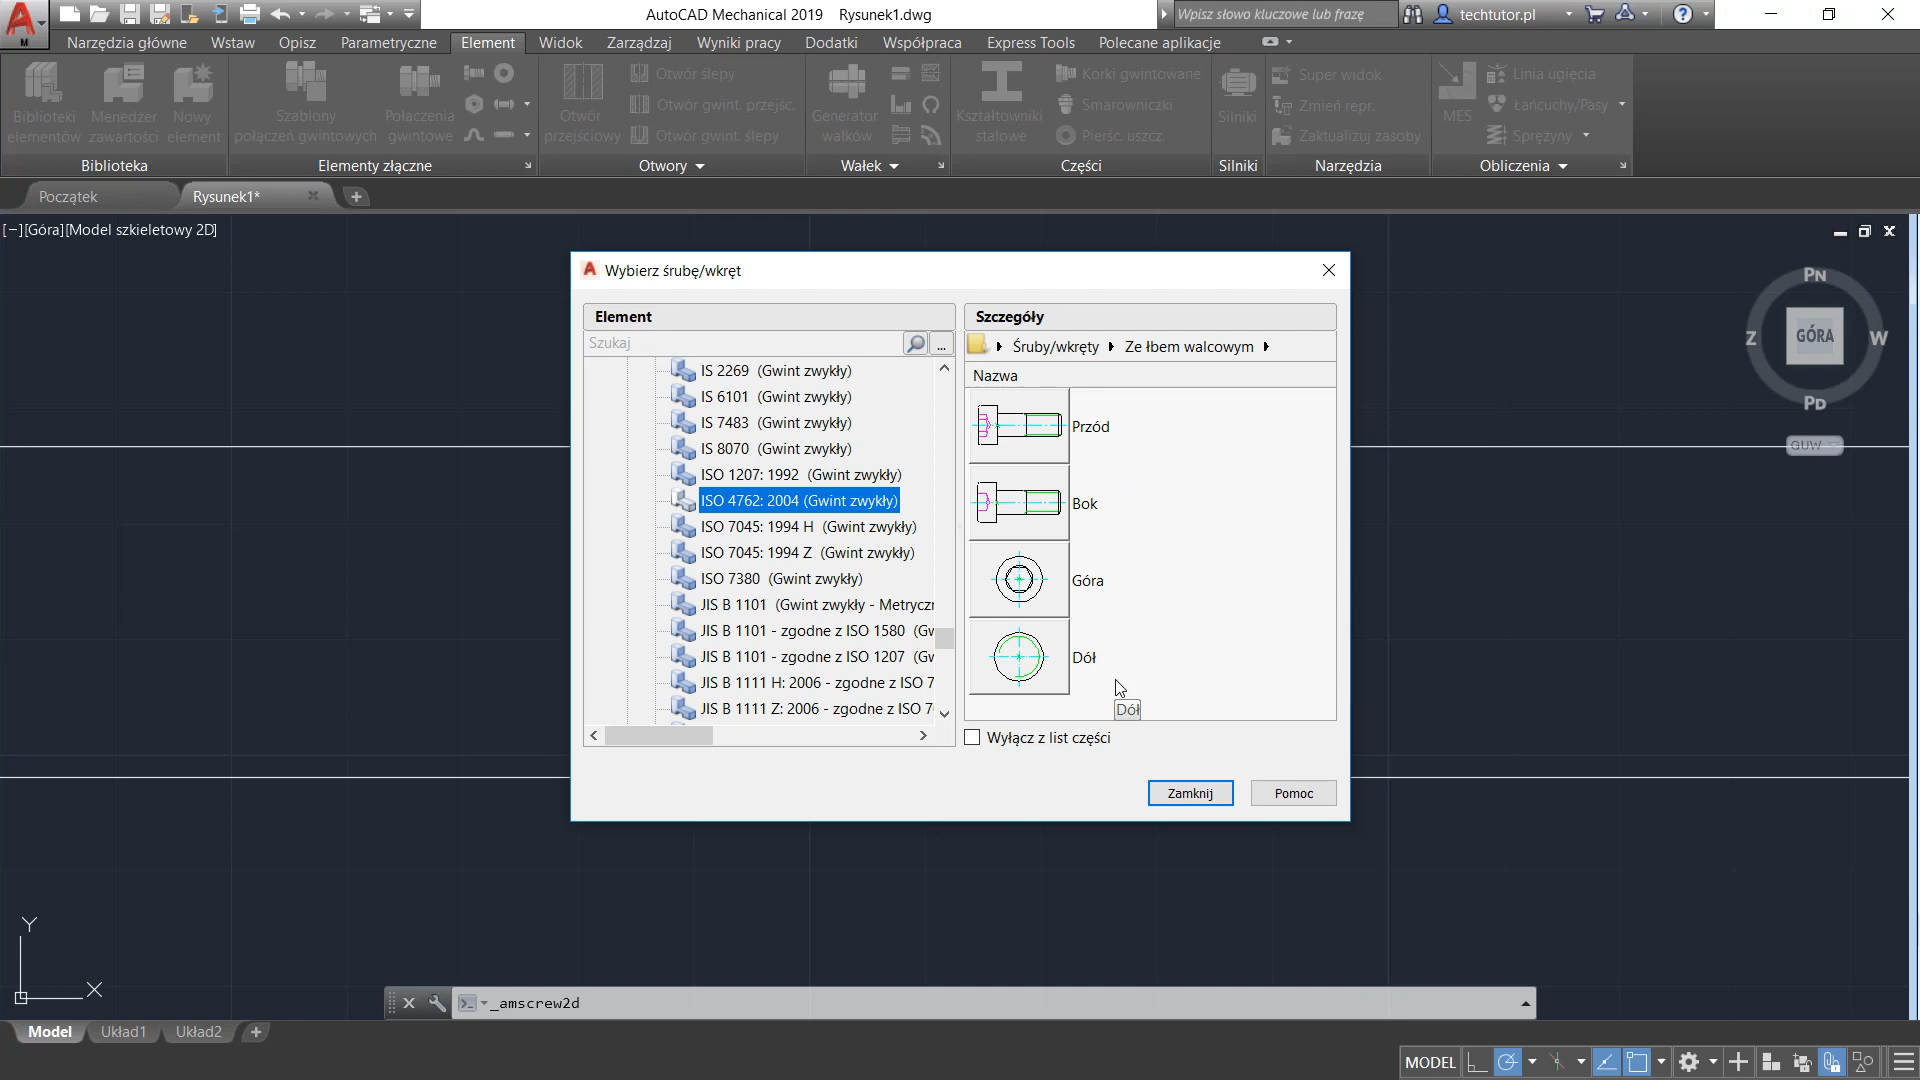 AutoCAD Mechanical 2019 Rysunek1.dwg
Wpisz słowo kluczowe lub frazę
techtutor.pl
Narzędzia główne Wstaw Opisz Parametryczne Element Widok Zarządzaj Wyniki pracy Dodatki Współpraca Express Tools Polecane aplikacje
Biblioteki elementów
Menedżer zawartości
Nowy element
Szablony połączeń gwintowych
Połączenia gwintowe
Otwór przejściowy
Otwór ślepy
Otwór gwint. przejśc.
Otwór gwint. ślepy
Generator wałków
Kształtowniki stalowe
Korki gwintowane
Smarowniczki
Pierśc. uszcz.
Silniki
Super widok
Zmień repr.
Zaktualizuj zasoby
MES
Linia ugięcia
Łańcuchy/Pasy
Sprężyny
Biblioteka Elementy złączne Otwory Wałek Części Silniki Narzędzia Obliczenia
Początek Rysunek1*
[−][Góra][Model szkieletowy 2D]
Wybierz śrubę/wkręt
Element
Szukaj
...
IS 2269 (Gwint zwykły)
IS 6101 (Gwint zwykły)
IS 7483 (Gwint zwykły)
IS 8070 (Gwint zwykły)
ISO 1207: 1992 (Gwint zwykły)
ISO 4762: 2004 (Gwint zwykły)
ISO 7045: 1994 H (Gwint zwykły)
ISO 7045: 1994 Z (Gwint zwykły)
ISO 7380 (Gwint zwykły)
JIS B 1101 (Gwint zwykły - Metryczn
JIS B 1101 - zgodne z ISO 1580 (Gw
JIS B 1101 - zgodne z ISO 1207 (Gw
JIS B 1111 H: 2006 - zgodne z ISO 7
JIS B 1111 Z: 2006 - zgodne z ISO 7
Szczegóły
Śruby/wkręty Ze łbem walcowym
Nazwa
Przód
Bok
Góra
Dół
Dół
Wyłącz z list części
Zamknij Pomoc
PN
Z GÓRA W
PD
GUW
Y
X
_amscrew2d
Model Układ1 Układ2
MODEL